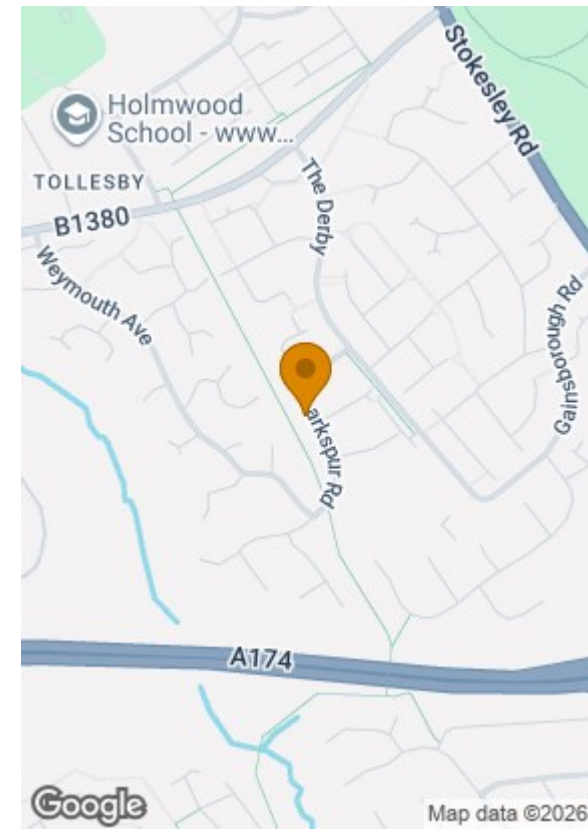 Stokesley Rd
Holmwood
School - www...
The Derby
TOLLESBY
B1380
Weymouth Ave
Gainsborough Rd
arkspur Rd
A174
Google
Map data ©2026